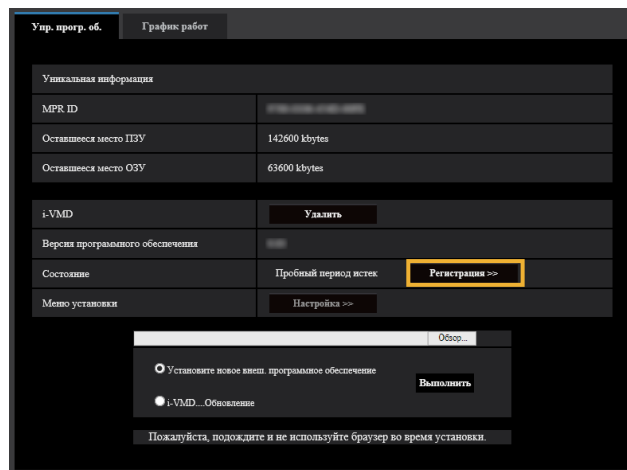 Упр. прогр. об. График работ
Уникальная информация
MPR ID
Оставшееся место ПЗУ 142600 kbytes
Оставшееся место ОЗУ 63600 kbytes
i-VMD Удалить
Версия программного обеспечения
Состояние Пробный период истек Регистрация >>
Меню установки Настройка >>
Обзор...
Установите новое внеш. программное обеспечение
Выполнить
i-VMD....Обновление
Пожалуйста, подождите и не используйте браузер во время установки.